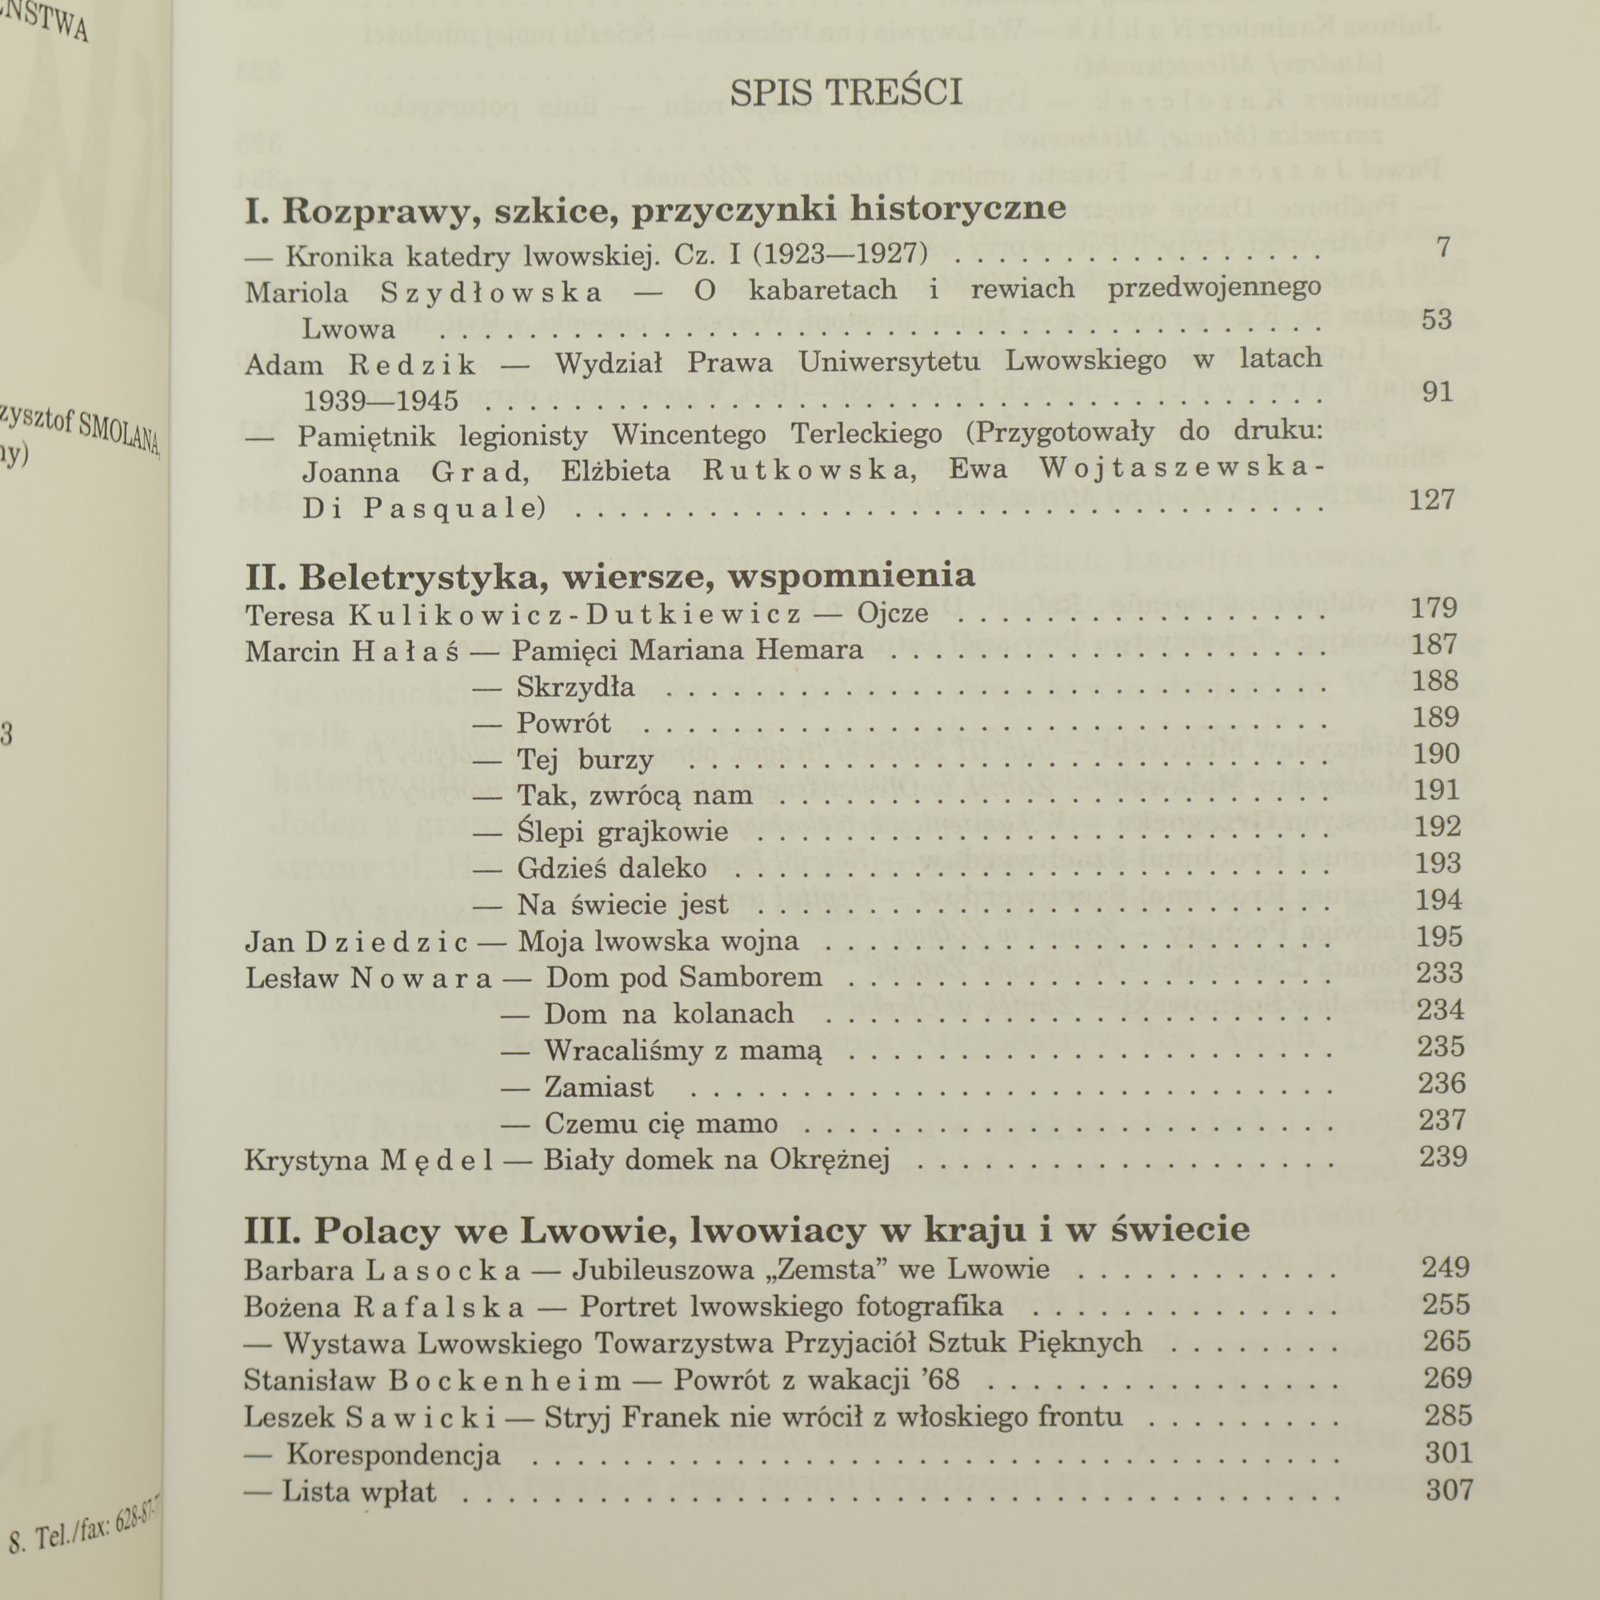 SPIS TREŚCI
I. Rozprawy, szkice, przyczynki historyczne
— Kronika katedry lwowskiej. Cz. I (1923—1927) . . . . . . . . . . . . . . . . . 7
Mariola Szydłowska — O kabaretach i rewiach przedwojennego
Lwowa . . . . . . . . . . . . . . . . . . . . . . . . . . . . . . 53
Adam Redzik — Wydział Prawa Uniwersytetu Lwowskiego w latach
1939—1945 . . . . . . . . . . . . . . . . . . . . . . . . . . . . 91
— Pamiętnik legionisty Wincentego Terleckiego (Przygotowały do druku:
Joanna Grad, Elżbieta Rutkowska, Ewa Wojtaszewska-
Di Pasquale) . . . . . . . . . . . . . . . . . . . . . . . . . 127
II. Beletrystyka, wiersze, wspomnienia
Teresa Kulikowicz-Dutkiewicz — Ojcze . . . . . . . . . . . . . 179
Marcin Hałaś — Pamięci Mariana Hemara . . . . . . . . . . . . . . . 187
— Skrzydła . . . . . . . . . . . . . . . . . . . . . . 188
— Powrót . . . . . . . . . . . . . . . . . . . . . . . 189
— Tej burzy . . . . . . . . . . . . . . . . . . . . . 190
— Tak, zwrócą nam . . . . . . . . . . . . . . . . . . 191
— Ślepi grajkowie . . . . . . . . . . . . . . . . . . . 192
— Gdzieś daleko . . . . . . . . . . . . . . . . . . . . 193
— Na świecie jest . . . . . . . . . . . . . . . . . . . 194
Jan Dziedzic — Moja lwowska wojna . . . . . . . . . . . . . . . . . 195
Lesław Nowara — Dom pod Samborem . . . . . . . . . . . . . . . . 233
— Dom na kolanach . . . . . . . . . . . . . . . . . 234
— Wracaliśmy z mamą . . . . . . . . . . . . . . . . 235
— Zamiast . . . . . . . . . . . . . . . . . . . . . . 236
— Czemu cię mamo . . . . . . . . . . . . . . . . . . 237
Krystyna Mędel — Biały domek na Okrężnej . . . . . . . . . . . . . . 239
III. Polacy we Lwowie, lwowiacy w kraju i w świecie
Barbara Lasocka — Jubileuszowa „Zemsta” we Lwowie . . . . . . . . . . . . 249
Bożena Rafalska — Portret lwowskiego fotografika . . . . . . . . . . . 255
— Wystawa Lwowskiego Towarzystwa Przyjaciół Sztuk Pięknych . . . . . . . . 265
Stanisław Bockenheim — Powrót z wakacji ’68 . . . . . . . . . . . . 269
Leszek Sawicki — Stryj Franek nie wrócił z włoskiego frontu . . . . . . . . . 285
— Korespondencja . . . . . . . . . . . . . . . . . . . . . . . . . . . 301
— Lista wpłat . . . . . . . . . . . . . . . . . . . . . . . . . . . . . 307
SMOLANA,
3
8. Tel./fax: 628-87-